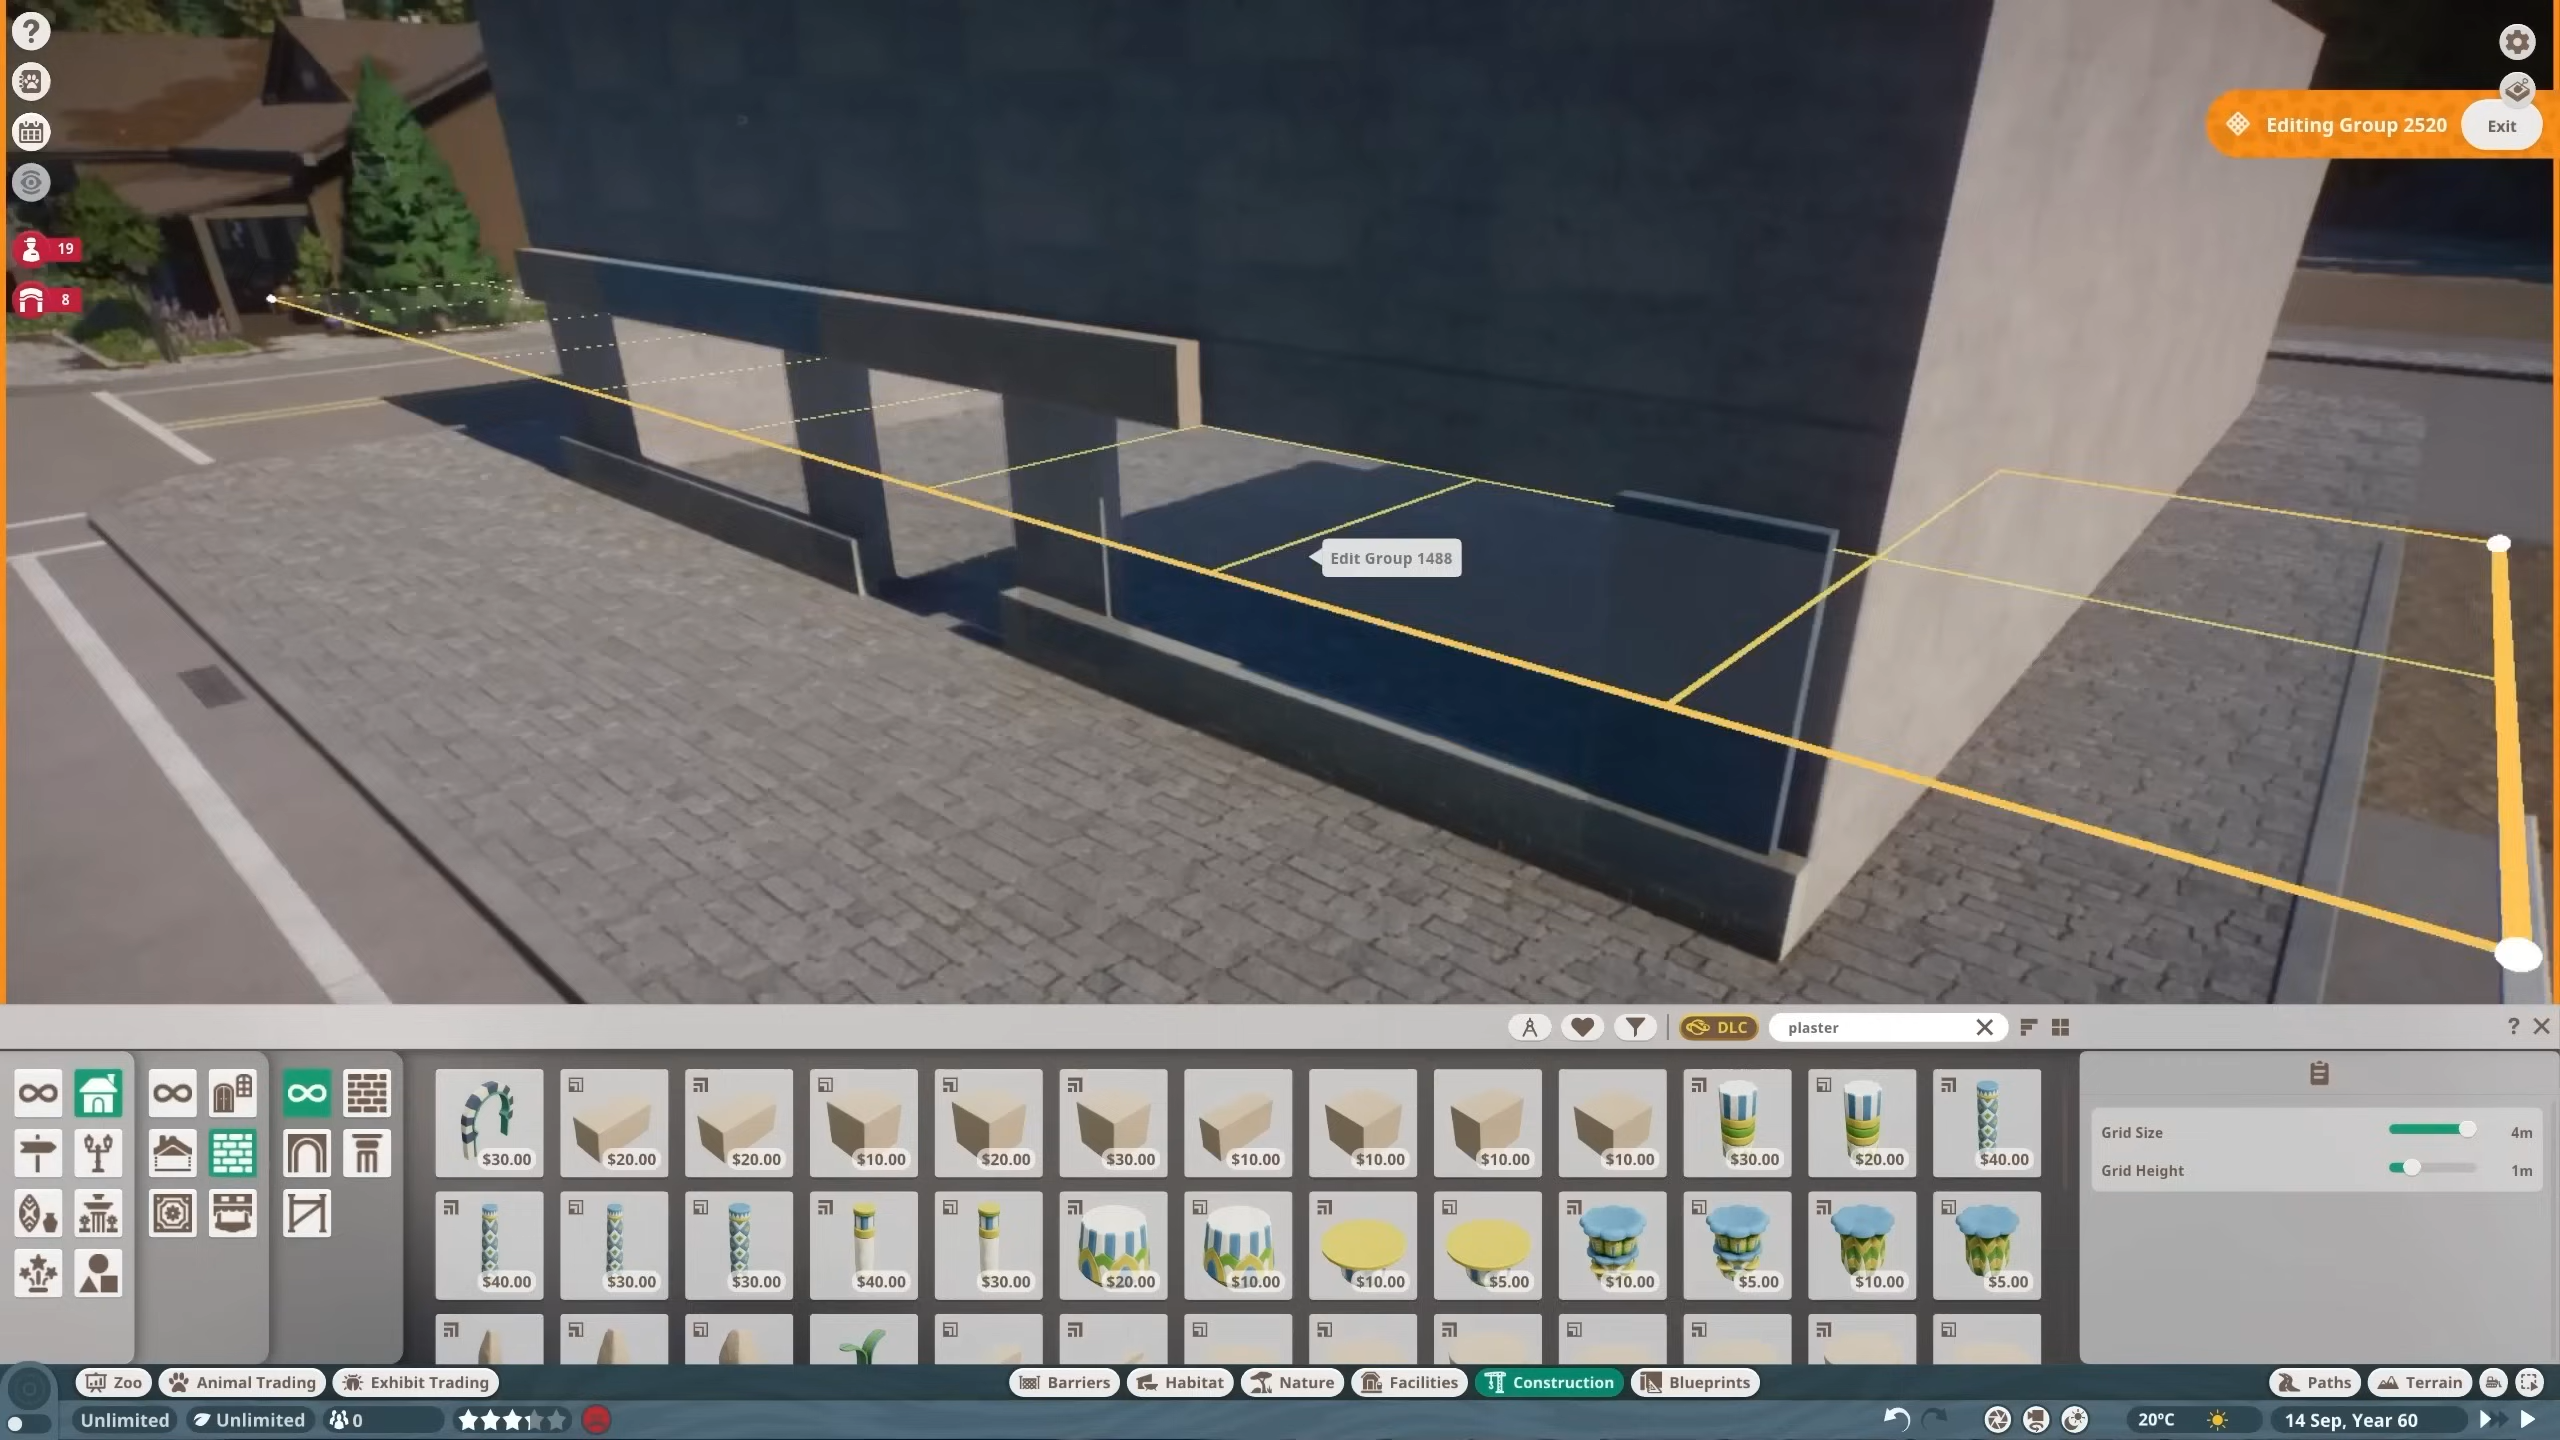 ?
Editing Group 2520
Exit
19
8
Edit Group 1488
DLC
plaster
?
$30.00
$20.00
$20.00
$10.00
$20.00
$30.00
$10.00
$10.00
$10.00
$10.00
$30.00
$20.00
$40.00
$40.00
$30.00
$30.00
$40.00
$30.00
$20.00
$10.00
$10.00
$5.00
$10.00
$5.00
$10.00
$5.00
Grid Size
4m
Grid Height
1m
Zoo
Animal Trading
Exhibit Trading
Barriers
Habitat
Nature
Facilities
Construction
Blueprints
Paths
Terrain
Unlimited
Unlimited
0
20°C
14 Sep, Year 60